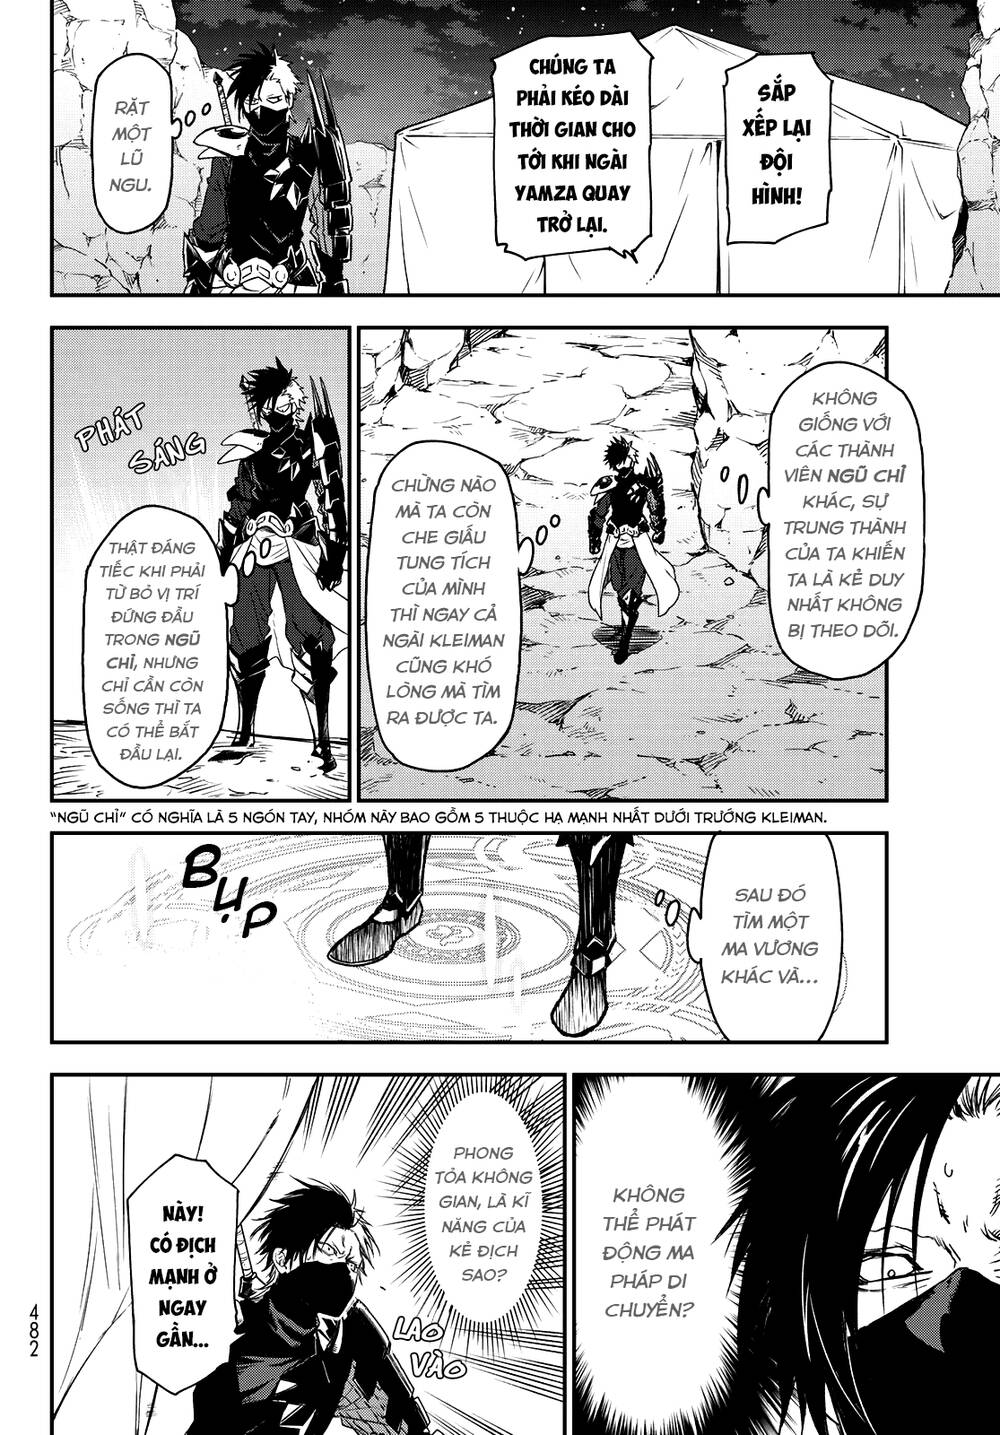 SẮP
XẾP LẠI
ĐỘI
HÌNH!
CHÚNG TA
PHẢI KÉO DÀI
THỜI GIAN CHO
TỚI KHI NGÀI
YAMZA QUAY
TRỞ LẠI.
RẶT
MỘT
LŨ
NGU.
KHÔNG
GIỐNG VỚI
CÁC THÀNH
VIÊN NGŨ CHỈ
KHÁC, SỰ
TRUNG THÀNH
CỦA TA KHIẾN
TA LÀ KẺ DUY
NHẤT KHÔNG
BỊ THEO DÕI.
CHỪNG NÀO
MÀ TA CÒN
CHE GIẤU
TUNG TÍCH
CỦA MÌNH
THÌ NGAY CẢ
NGÀI KLEIMAN
CŨNG KHÓ
LÒNG MÀ TÌM
RA ĐƯỢC TA.
PHÁT
SÁNG
THẬT ĐÁNG
TIẾC KHI PHẢI
TỪ BỎ VỊ TRÍ
ĐỨNG ĐẦU
TRONG NGŨ
CHỈ, NHƯNG
CHỈ CẦN CÒN
SỐNG THÌ TA
CÓ THỂ BẮT
ĐẦU LẠI.
“NGŨ CHỈ” CÓ NGHĨA LÀ 5 NGÓN TAY, NHÓM NÀY BAO GỒM 5 THUỘC HẠ MẠNH NHẤT DƯỚI TRƯỚNG KLEIMAN.
SAU ĐÓ
TÌM MỘT
MA VƯƠNG
KHÁC VÀ...
BỤP
KHÔNG
THỂ PHÁT
ĐỘNG MA
PHÁP DI
CHUYỂN?
PHONG
TỎA KHÔNG
GIAN, LÀ KĨ
NĂNG CỦA
KẺ ĐỊCH
SAO?
NÀY!
CÓ ĐỊCH
MẠNH Ở
NGAY
GẦN...
LAO
VÀO
482